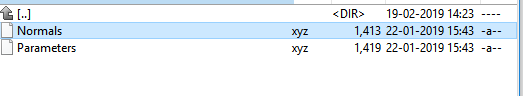 [..] <DIR> 19-02-2019 14:23 ----
Normals xyz 1,413 22-01-2019 15:43 -a--
Parameters xyz 1,419 22-01-2019 15:43 -a--